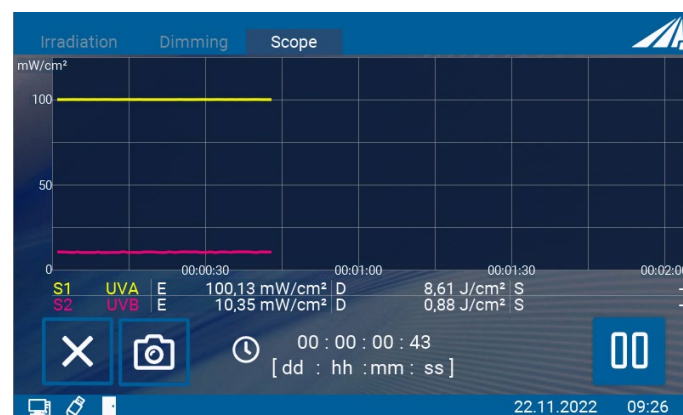 Irradiation Dimming Scope
mW/cm²
100
50
0 00:00:30 00:01:00 00:01:30 00:02:0
S1 UVA E 100,13 mW/cm² D 8,61 J/cm² S -
S2 UVB E 10,35 mW/cm² D 0,88 J/cm² S -
00 : 00 : 00 : 43
[ dd : hh : mm : ss ]
22.11.2022 09:26